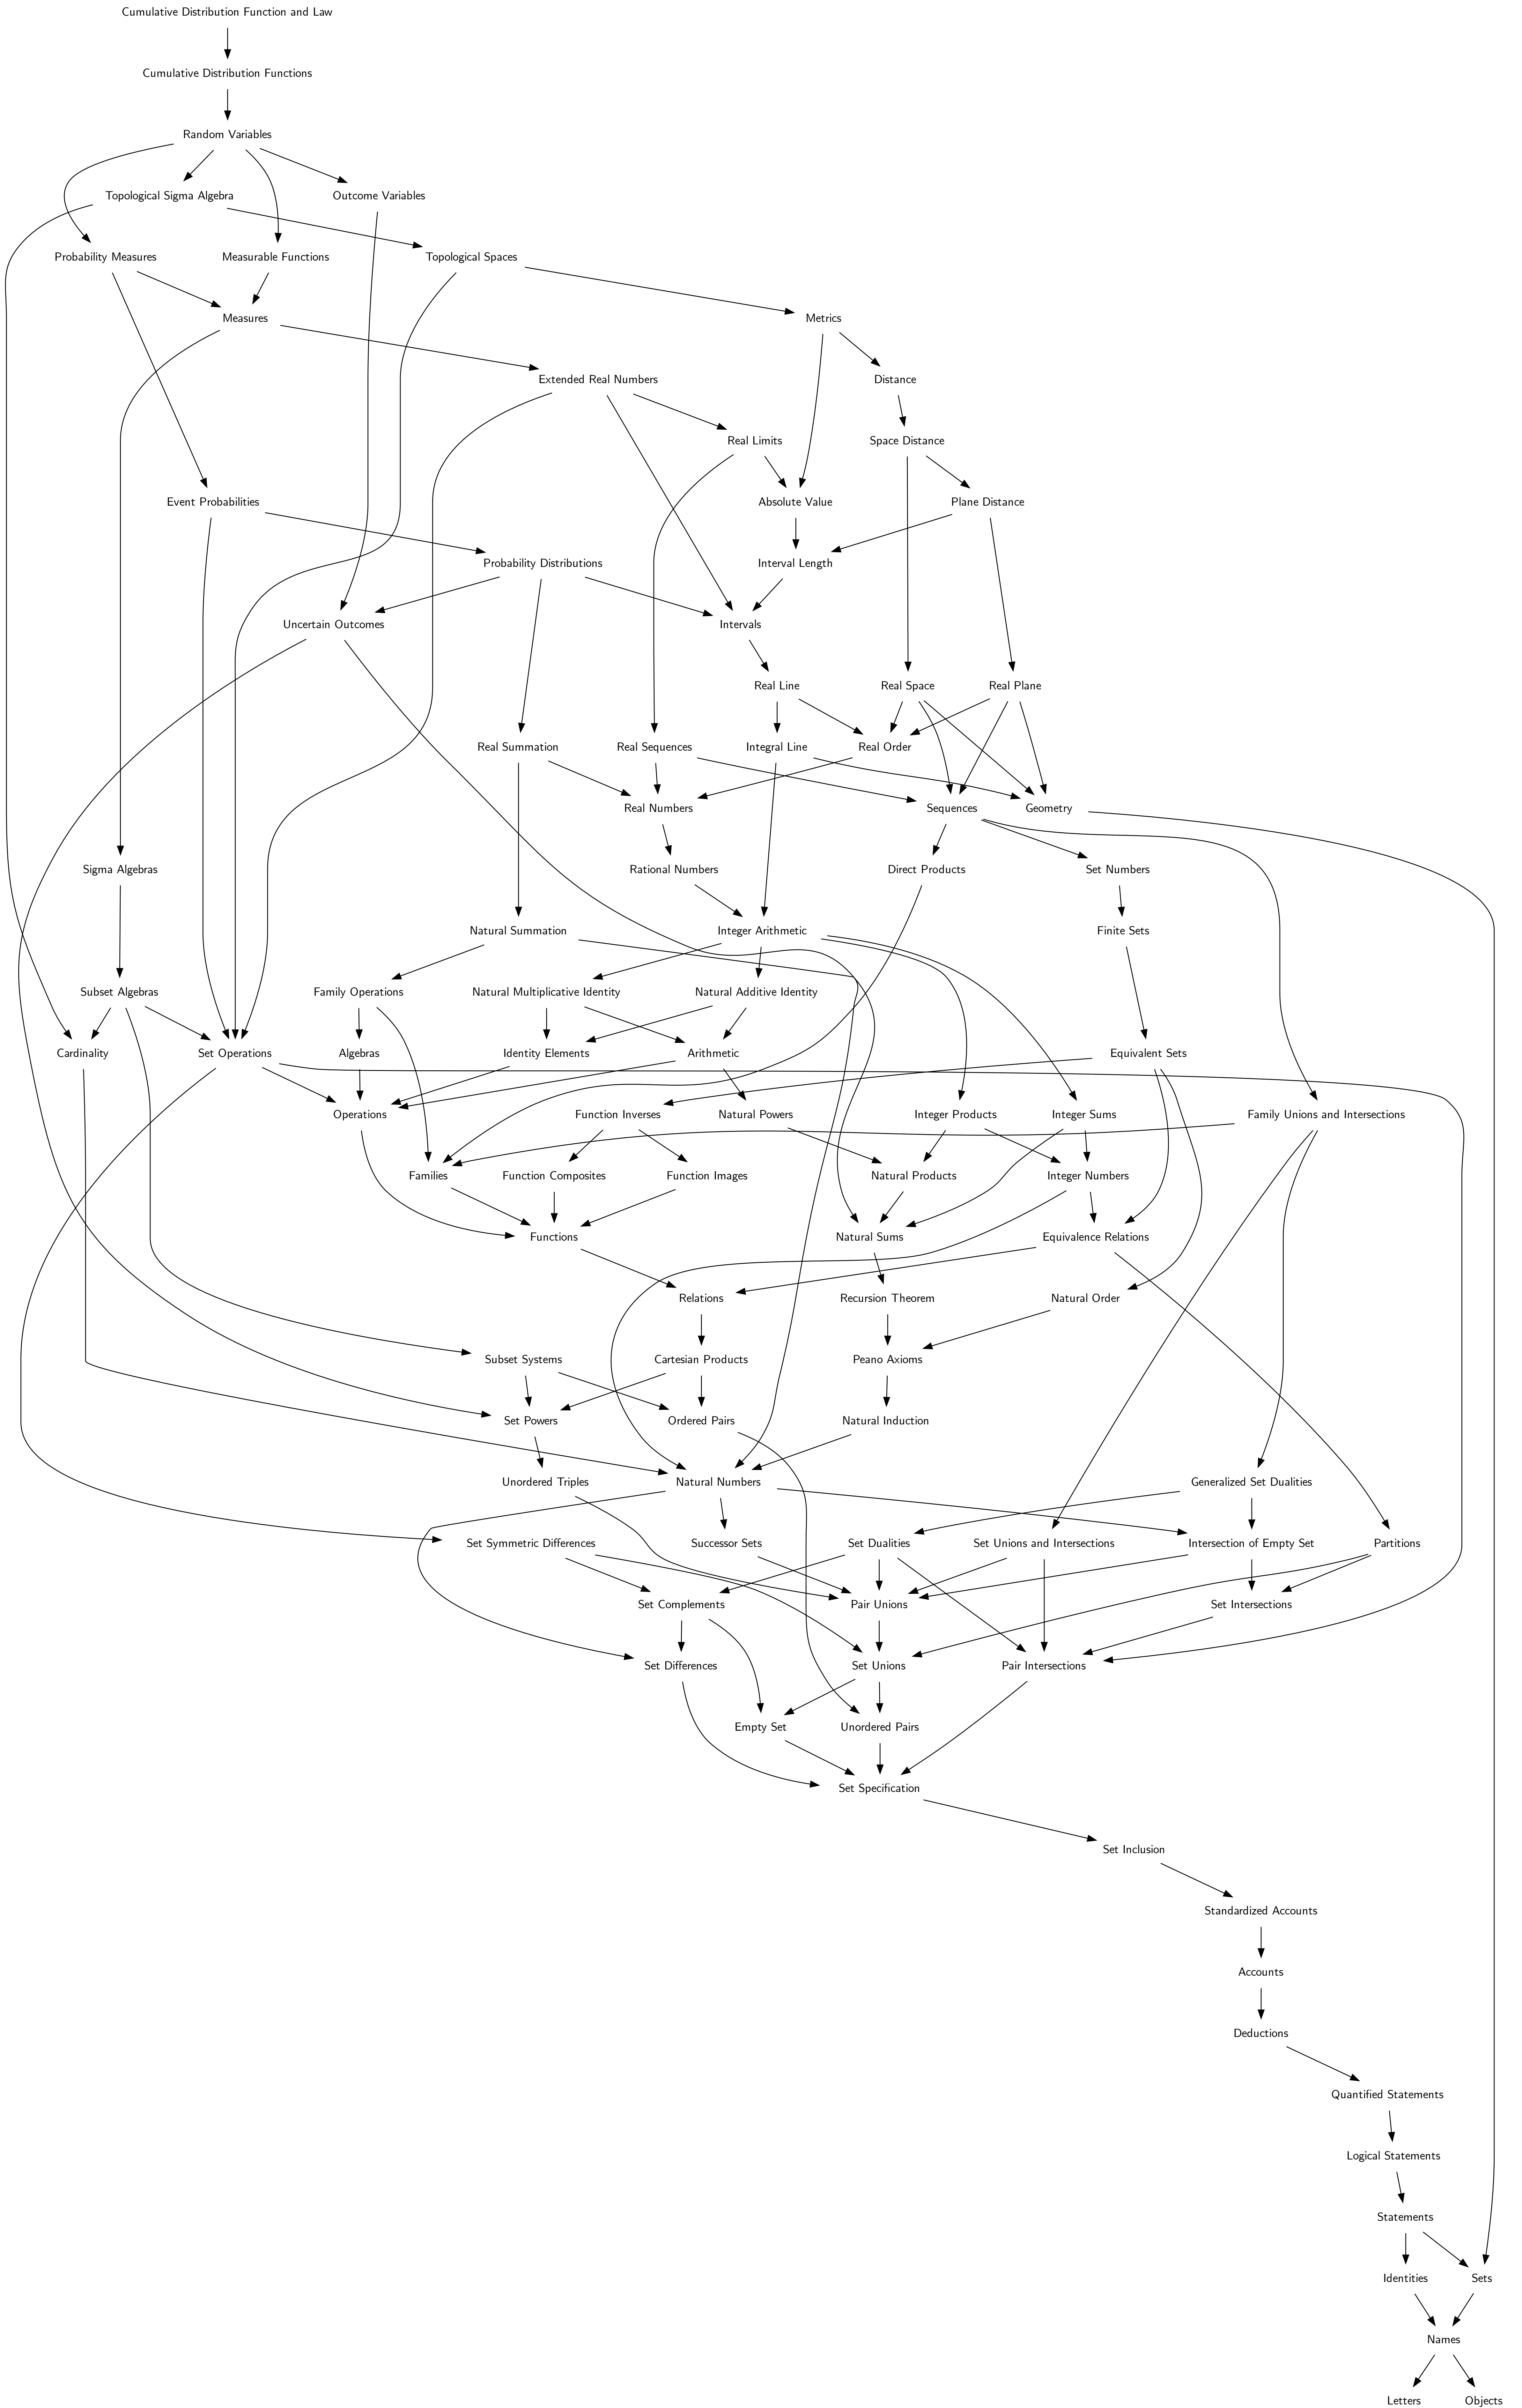 Cumulative Distribution Function and Law
Cumulative Distribution Functions
Random Variables
Topological Sigma Algebra
Outcome Variables
Probability Measures
Measurable Functions
Topological Spaces
Measures
Metrics
Extended Real Numbers
Distance
Real Limits
Space Distance
Event Probabilities
Absolute Value
Plane Distance
Probability Distributions
Interval Length
Uncertain Outcomes
Intervals
Real Line
Real Space
Real Plane
Real Summation
Real Sequences
Integral Line
Real Order
Real Numbers
Sequences
Geometry
Sigma Algebras
Rational Numbers
Direct Products
Set Numbers
Natural Summation
Integer Arithmetic
Finite Sets
Subset Algebras
Family Operations
Natural Multiplicative Identity
Natural Additive Identity
Cardinality
Set Operations
Algebras
Identity Elements
Arithmetic
Equivalent Sets
Operations
Function Inverses
Natural Powers
Integer Products
Integer Sums
Family Unions and Intersections
Families
Function Composites
Function Images
Natural Products
Integer Numbers
Functions
Natural Sums
Equivalence Relations
Relations
Recursion Theorem
Natural Order
Subset Systems
Cartesian Products
Peano Axioms
Set Powers
Ordered Pairs
Natural Induction
Unordered Triples
Natural Numbers
Generalized Set Dualities
Set Symmetric Differences
Successor Sets
Set Dualities
Set Unions and Intersections
Intersection of Empty Set
Partitions
Set Complements
Pair Unions
Set Intersections
Set Differences
Set Unions
Pair Intersections
Empty Set
Unordered Pairs
Set Specification
Set Inclusion
Standardized Accounts
Accounts
Deductions
Quantified Statements
Logical Statements
Statements
Identities
Sets
Names
Letters
Objects